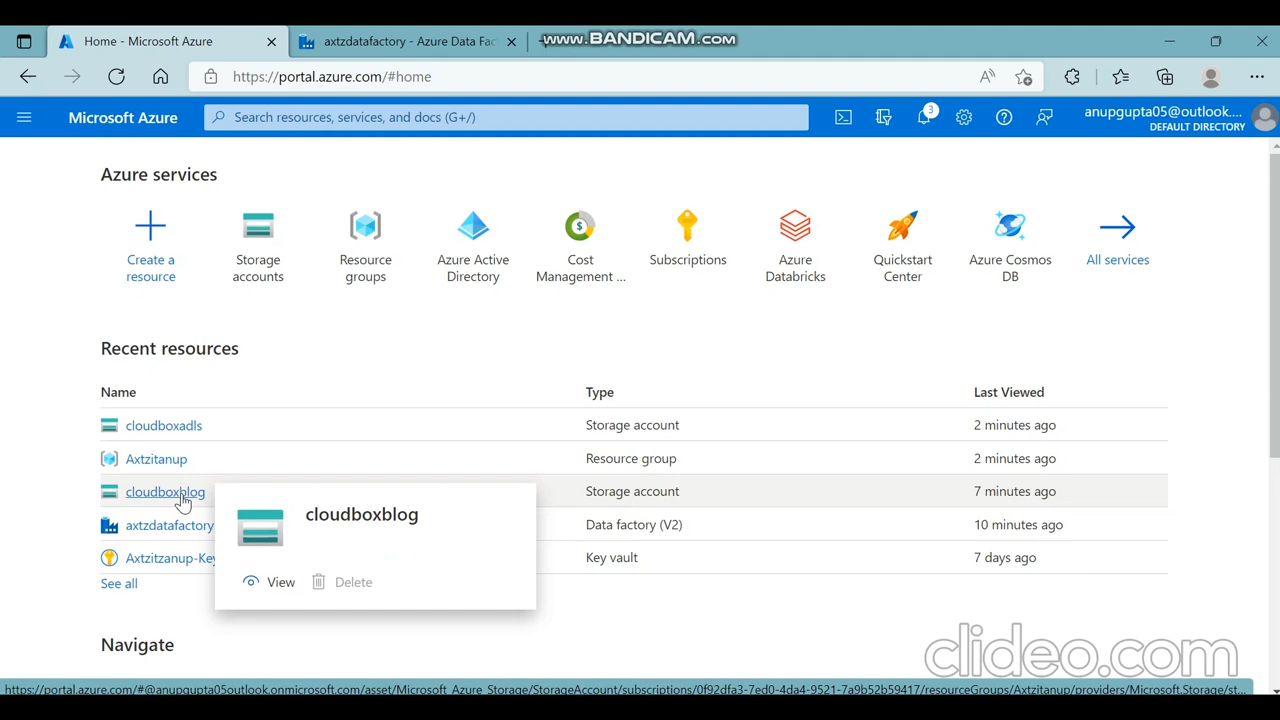 Home - Microsoft Azure
axtzdatafactory - Azure Data Fac
www.BANDICAM.com
https://portal.azure.com/#home
Microsoft Azure
Search resources, services, and docs (G+/)
3
anupgupta05@outlook....
DEFAULT DIRECTORY
Azure services
Create a resource
Storage accounts
Resource groups
Azure Active Directory
Cost Management ...
Subscriptions
Azure Databricks
Quickstart Center
Azure Cosmos DB
All services
Recent resources
Name Type Last Viewed
cloudboxadls Storage account 2 minutes ago
Axtzitanup Resource group 2 minutes ago
cloudboxblog Storage account 7 minutes ago
axtzdatafactory Data factory (V2) 10 minutes ago
Axtzitzanup-Key Key vault 7 days ago
See all
cloudboxblog
View Delete
Navigate
clideo.com
https://portal.azure.com/#@anupgupta05outlook.onmicrosoft.com/asset/Microsoft_Azure_Storage/StorageAccount/subscriptions/0f92dfa3-7ed0-4da4-9521-7a9b52b59417/resourceGroups/Axtzitanup/providers/Microsoft.Storage/st...